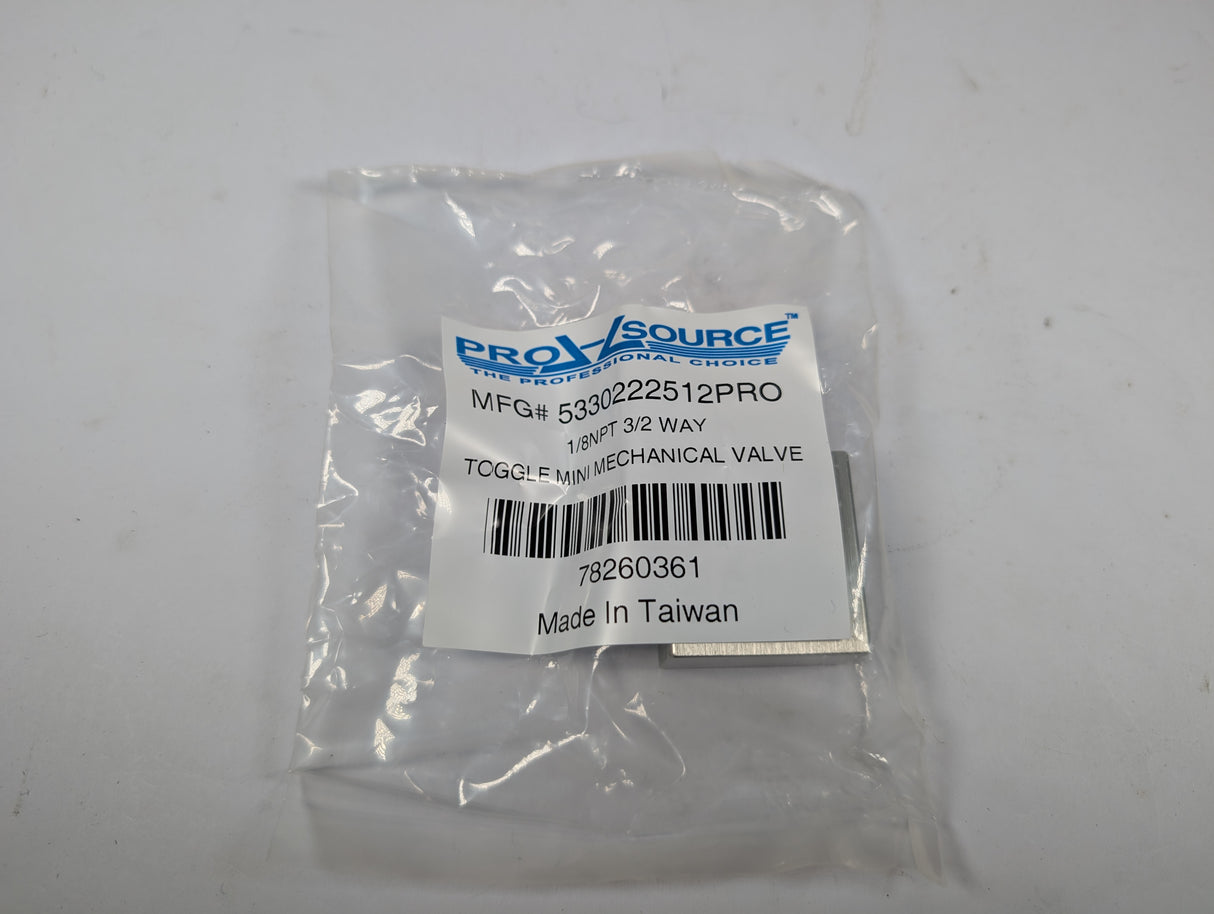 PRO SOURCE™
THE PROFESSIONAL CHOICE
MFG# 5330222512PRO
1/8NPT 3/2 WAY
TOGGLE MINI MECHANICAL VALVE
78260361
Made In Taiwan